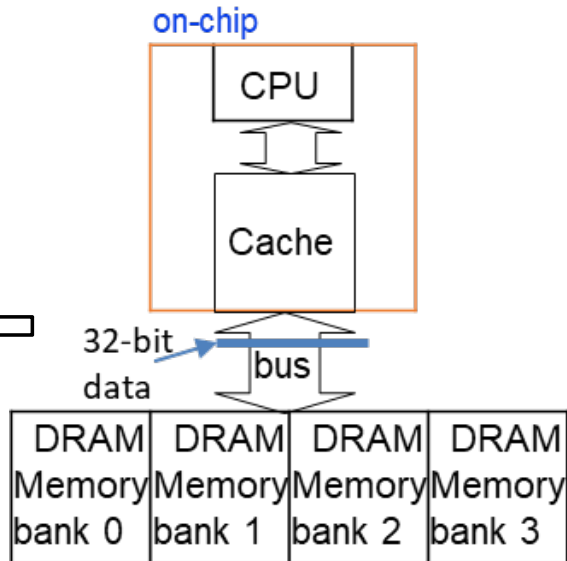 on-chip
CPU
Cache
32-bit
data
bus
DRAM DRAM DRAM DRAM
Memory Memory Memory Memory
bank 0 bank 1 bank 2 bank 3